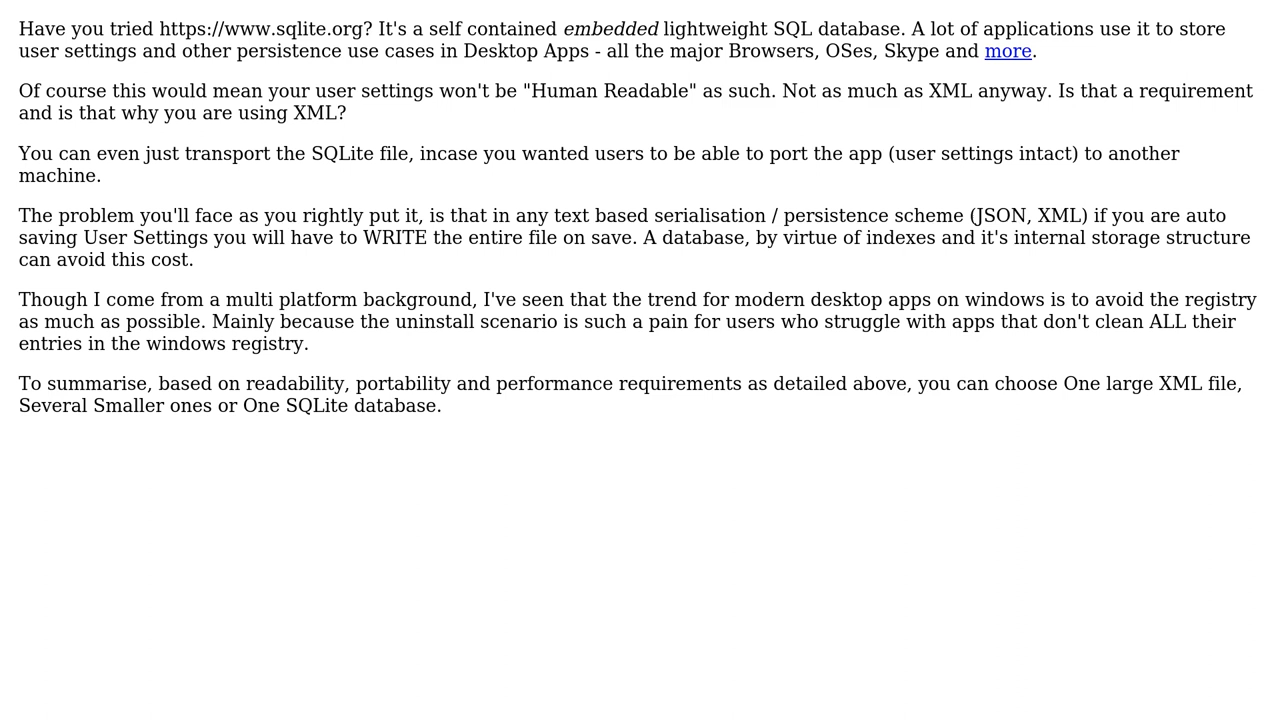 Have you tried https://www.sqlite.org? It's a self contained embedded lightweight SQL database. A lot of applications use it to store
user settings and other persistence use cases in Desktop Apps - all the major Browsers, OSes, Skype and more.
Of course this would mean your user settings won't be "Human Readable" as such. Not as much as XML anyway. Is that a requirement
and is that why you are using XML?
You can even just transport the SQLite file, incase you wanted users to be able to port the app (user settings intact) to another
machine.
The problem you'll face as you rightly put it, is that in any text based serialisation / persistence scheme (JSON, XML) if you are auto
saving User Settings you will have to WRITE the entire file on save. A database, by virtue of indexes and it's internal storage structure
can avoid this cost.
Though I come from a multi platform background, I've seen that the trend for modern desktop apps on windows is to avoid the registry
as much as possible. Mainly because the uninstall scenario is such a pain for users who struggle with apps that don't clean ALL their
entries in the windows registry.
To summarise, based on readability, portability and performance requirements as detailed above, you can choose One large XML file,
Several Smaller ones or One SQLite database.